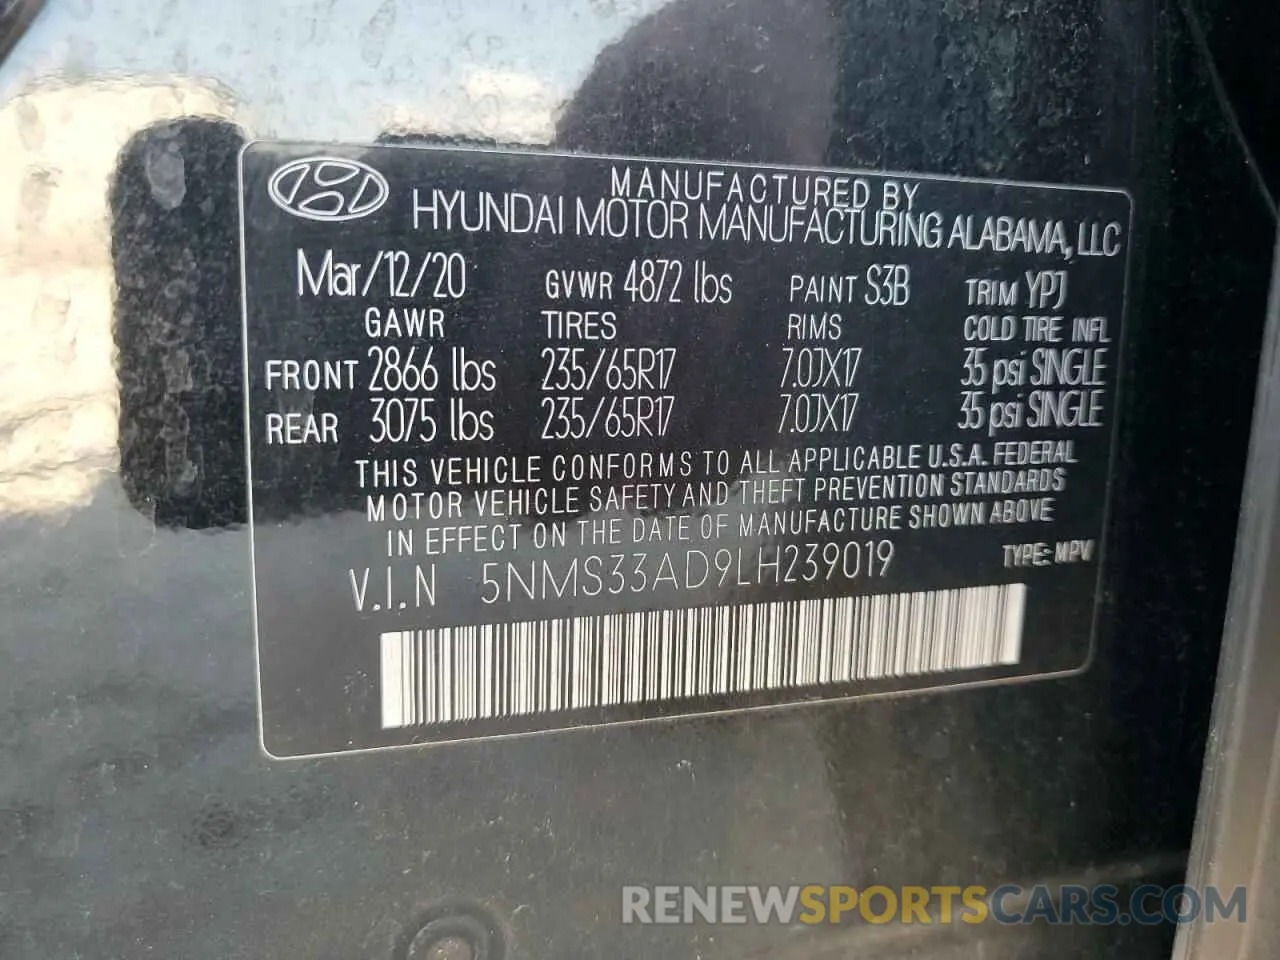 MANUFACTURED BY
HYUNDAI MOTOR MANUFACTURING ALABAMA, LLC
Mar/12/20 GVWR 4872 lbs PAINT S3B TRIM YPJ
GAWR TIRES RIMS COLD TIRE INFL
FRONT 2866 lbs 235/65R17 7.0JX17 35 psi SINGLE
REAR 3075 lbs 235/65R17 7.0JX17 35 psi SINGLE
THIS VEHICLE CONFORMS TO ALL APPLICABLE U.S.A. FEDERAL
MOTOR VEHICLE SAFETY AND THEFT PREVENTION STANDARDS
IN EFFECT ON THE DATE OF MANUFACTURE SHOWN ABOVE
V.I.N 5NMS33AD9LH239019 TYPE: MPV
RENEWSPORTSCARS.COM